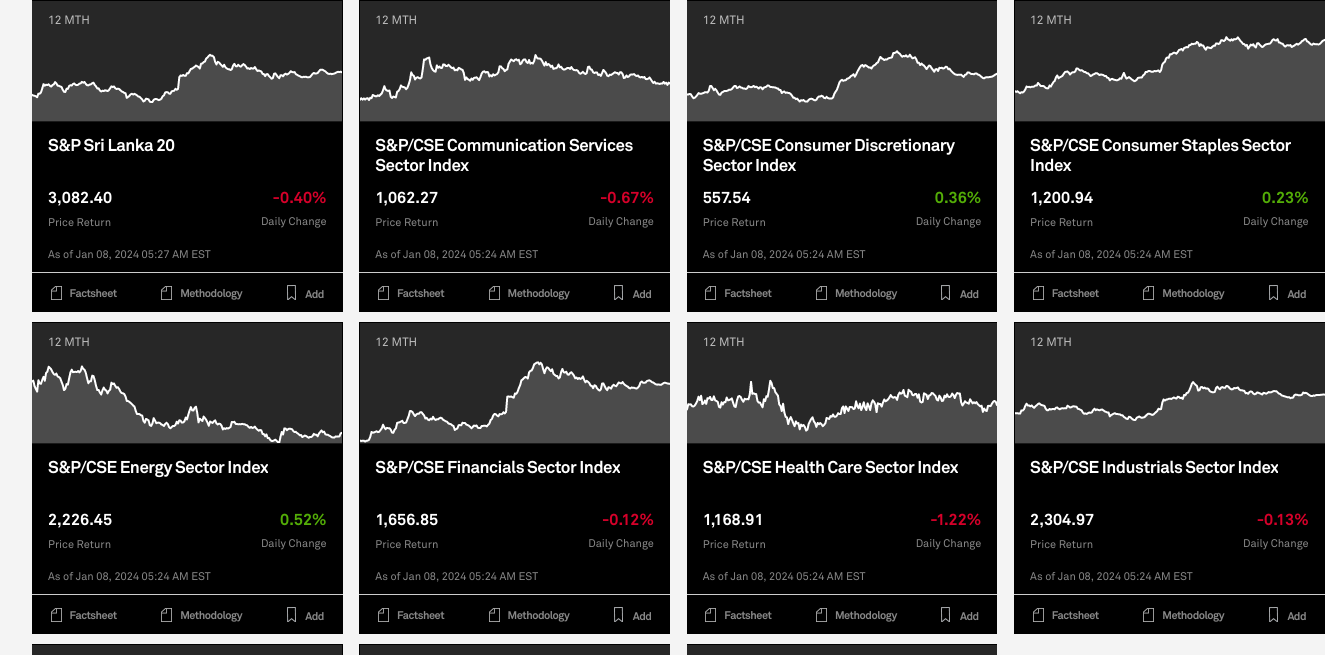 12 MTH
S&P Sri Lanka 20
3,082.40
-0.40%
Price Return
Daily Change
As of Jan 08, 2024 05:27 AM EST
Factsheet
Methodology
Add
12 MTH
S&P/CSE Communication Services
Sector Index
1,062.27
-0.67%
Price Return
Daily Change
As of Jan 08, 2024 05:24 AM EST
Factsheet
Methodology
Add
12 MTH
S&P/CSE Consumer Discretionary
Sector Index
557.54
0.36%
Price Return
Daily Change
As of Jan 08, 2024 05:24 AM EST
Factsheet
Methodology
Add
12 MTH
S&P/CSE Consumer Staples Sector
Index
1,200.94
0.23%
Price Return
Daily Change
As of Jan 08, 2024 05:24 AM EST
Factsheet
Methodology
Add
12 MTH
S&P/CSE Energy Sector Index
2,226.45
0.52%
Price Return
Daily Change
As of Jan 08, 2024 05:24 AM EST
Factsheet
Methodology
Add
12 MTH
S&P/CSE Financials Sector Index
1,656.85
-0.12%
Price Return
Daily Change
As of Jan 08, 2024 05:24 AM EST
Factsheet
Methodology
Add
12 MTH
S&P/CSE Health Care Sector Index
1,168.91
-1.22%
Price Return
Daily Change
As of Jan 08, 2024 05:24 AM EST
Factsheet
Methodology
Add
12 MTH
S&P/CSE Industrials Sector Index
2,304.97
-0.13%
Price Return
Daily Change
As of Jan 08, 2024 05:24 AM EST
Factsheet
Methodology
Add